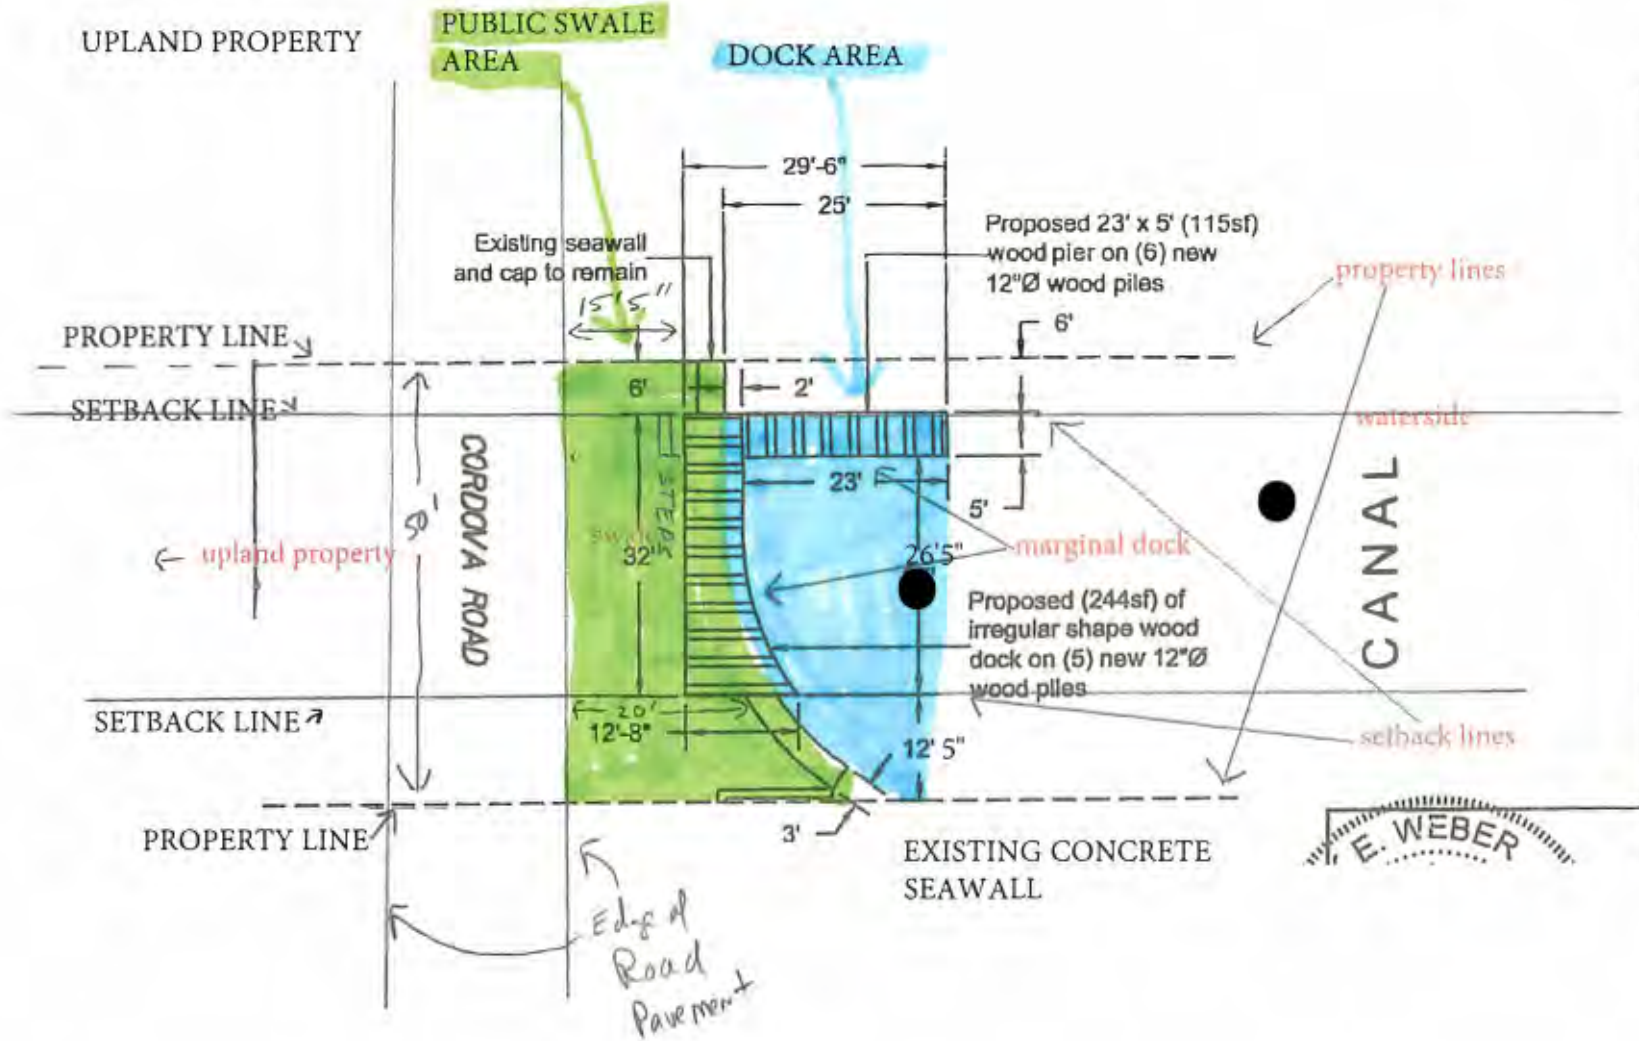 UPLAND PROPERTY
PUBLIC SWALE
AREA
DOCK AREA
29'-6"
25'
Existing seawall
and cap to remain
15'5"
Proposed 23' x 5' (115sf)
wood pier on (6) new
12"Ø wood piles
property lines
6'
PROPERTY LINE
6'
2'
SETBACK LINE
waterside
50'
CORDOVA ROAD
STEPS
23'
5'
CANAL
upland property
32'
26'5"
marginal dock
Proposed (244sf) of
irregular shape wood
dock on (5) new 12"Ø
wood piles
SETBACK LINE
20'
12'-8"
12' 5"
setback lines
PROPERTY LINE
3'
EXISTING CONCRETE
SEAWALL
E. WEBER
Edge of
Road
Pavement